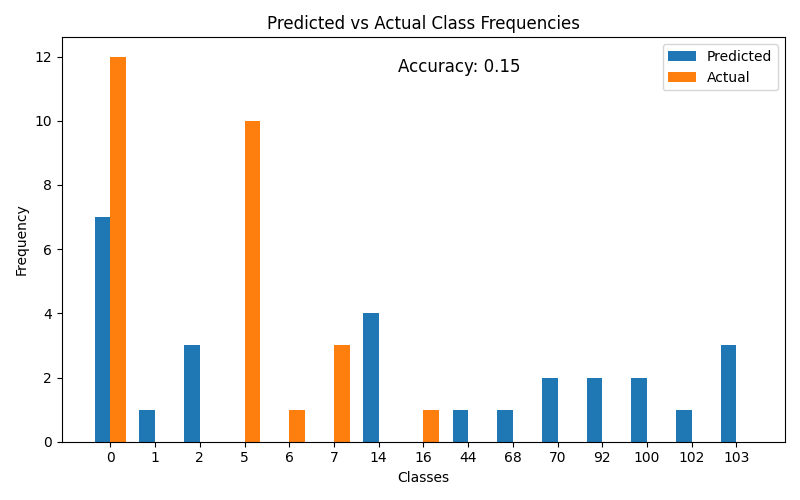 Predicted vs Actual Class Frequencies
Accuracy: 0.15
Predicted
Actual
Frequency
12
10
8
6
4
2
0
0 1 2 5 6 7 14 16 44 68 70 92 100 102 103
Classes